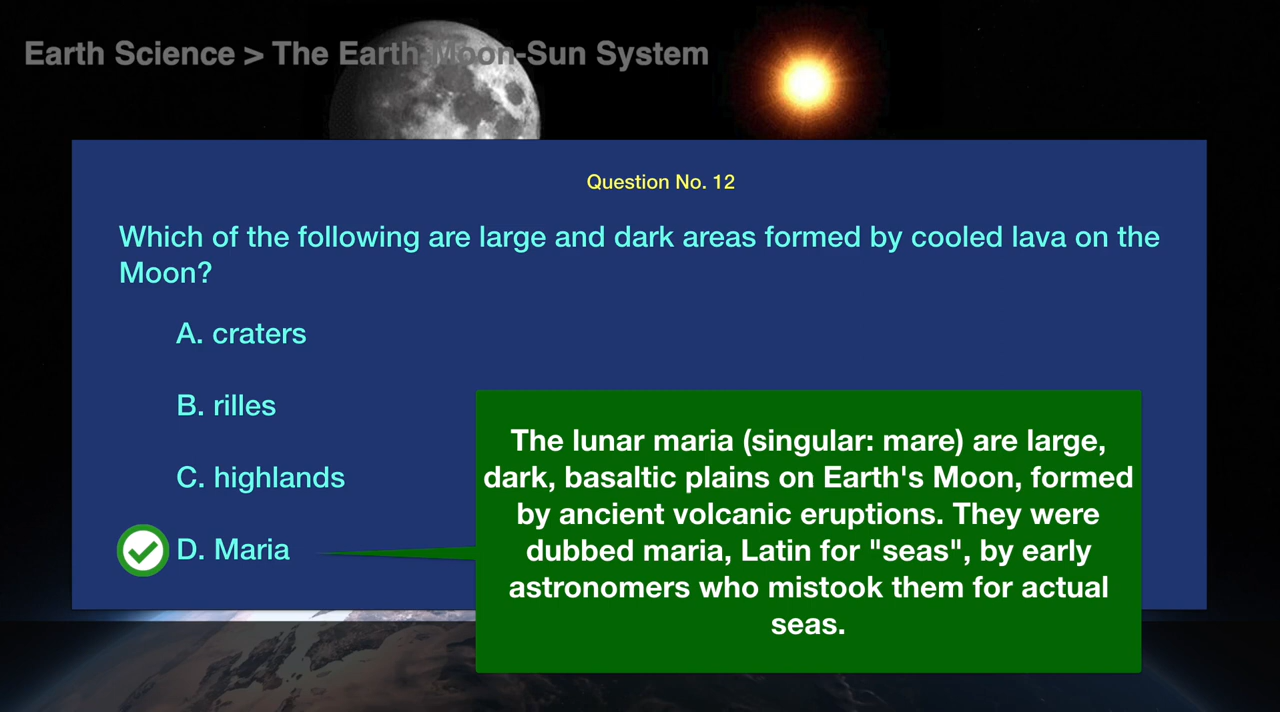 Earth Science > The Earth-Moon-Sun System
Question No. 12
Which of the following are large and dark areas formed by cooled lava on the
Moon?
A. craters
B. rilles
C. highlands
D. Maria
The lunar maria (singular: mare) are large,
dark, basaltic plains on Earth's Moon, formed
by ancient volcanic eruptions. They were
dubbed maria, Latin for "seas", by early
astronomers who mistook them for actual
seas.